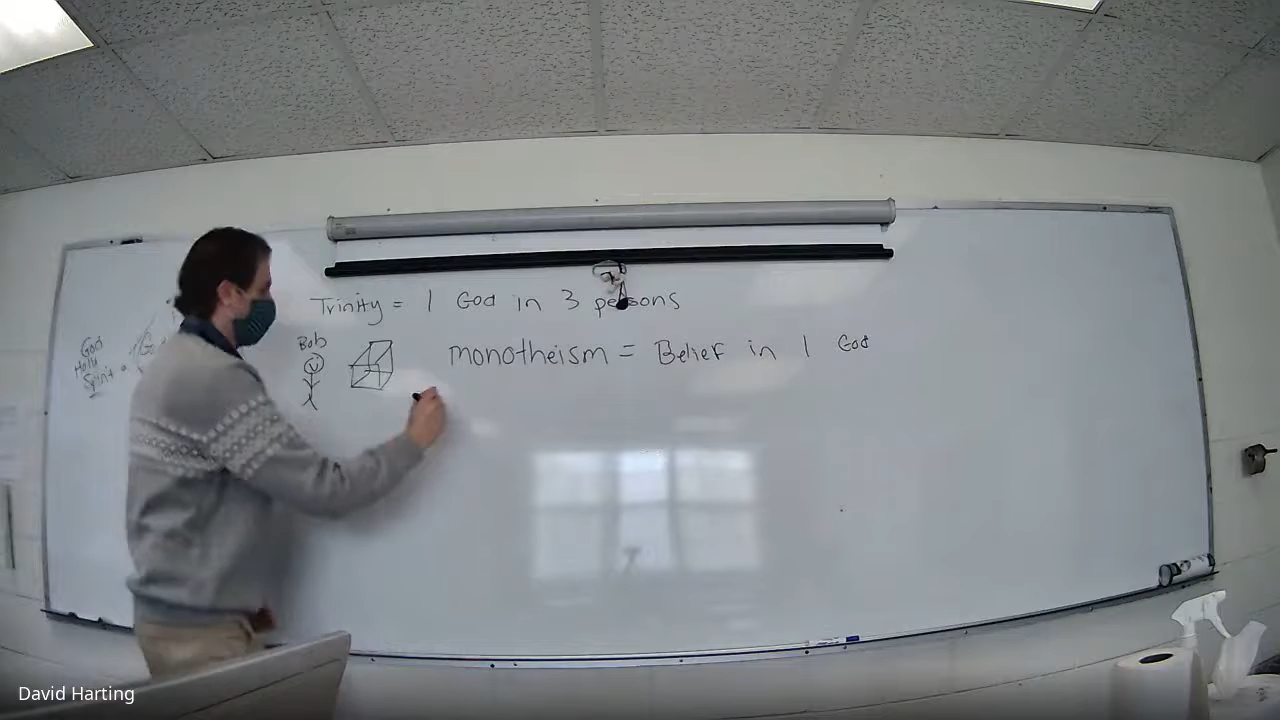 Trinity = 1 God in 3 persons
monotheism = Belief in 1 God
Bob
God
Holy
Spirit =
David Harting